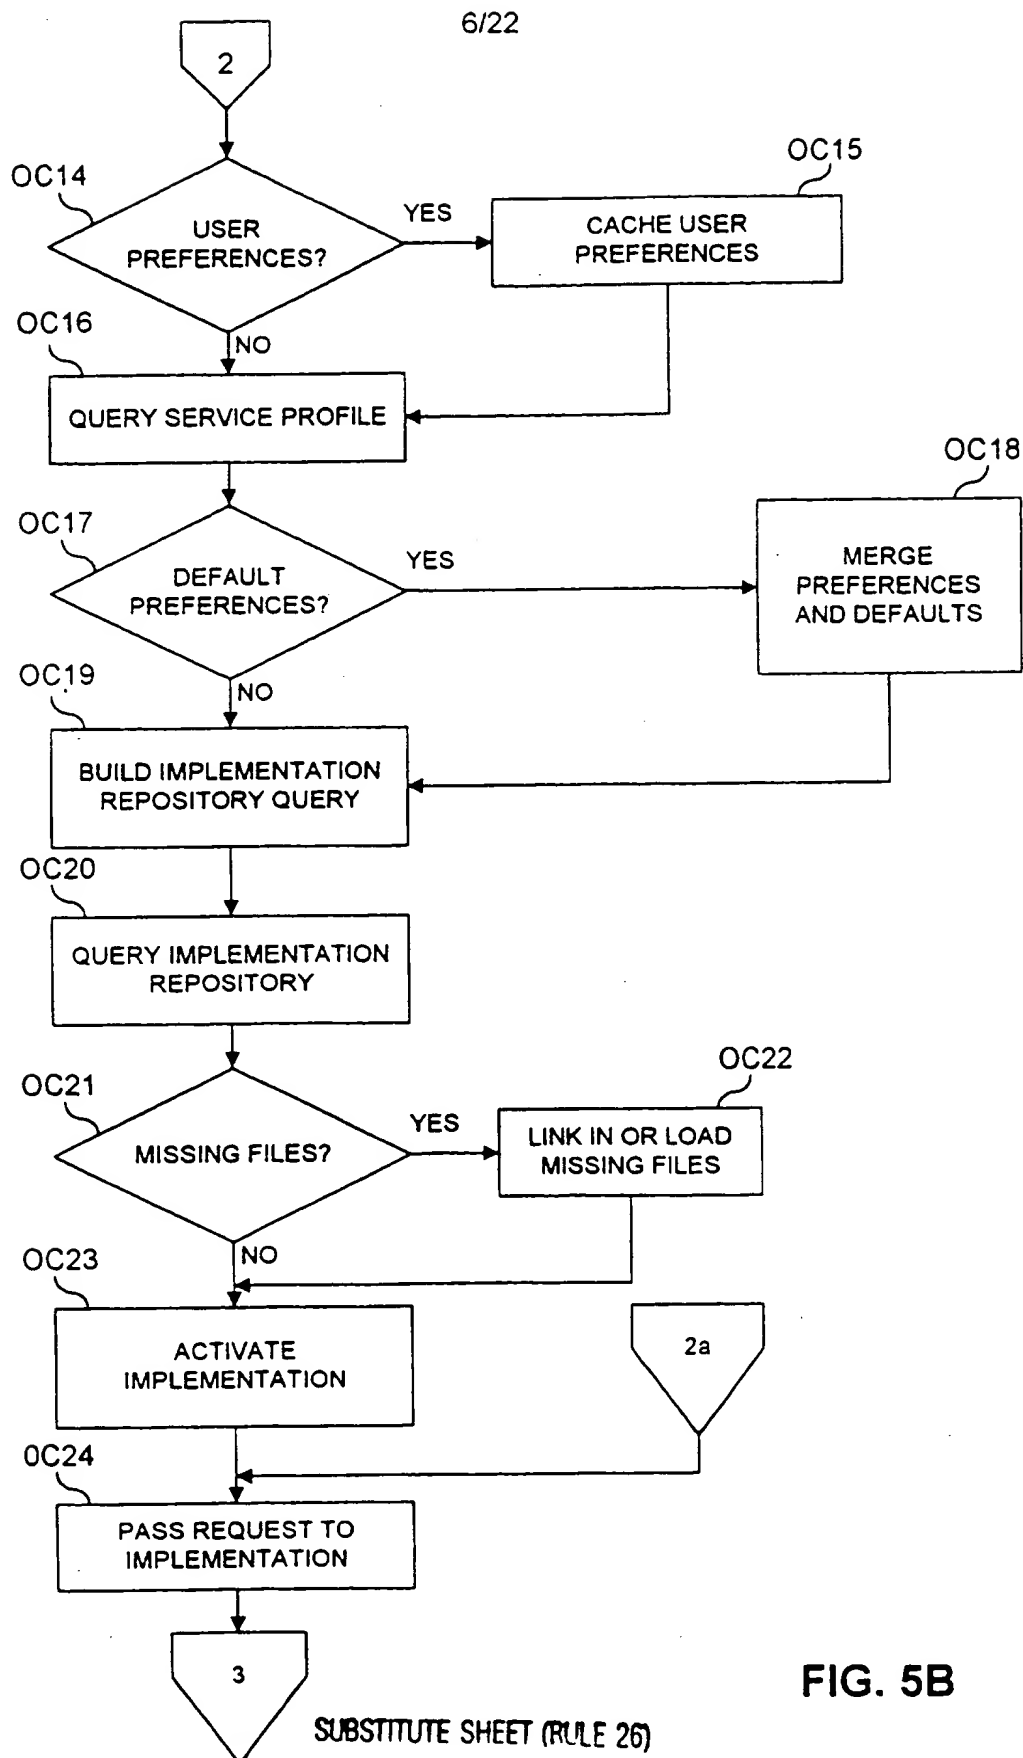 6/22
2
OC14
USER
PREFERENCES?
YES
OC15
CACHE USER
PREFERENCES
NO
OC16
QUERY SERVICE PROFILE
OC17
DEFAULT
PREFERENCES?
YES
OC18
MERGE
PREFERENCES
AND DEFAULTS
NO
OC19
BUILD IMPLEMENTATION
REPOSITORY QUERY
OC20
QUERY IMPLEMENTATION
REPOSITORY
OC21
MISSING FILES?
YES
OC22
LINK IN OR LOAD
MISSING FILES
NO
OC23
ACTIVATE
IMPLEMENTATION
2a
OC24
PASS REQUEST TO
IMPLEMENTATION
3
FIG. 5B
SUBSTITUTE SHEET (RULE 26)